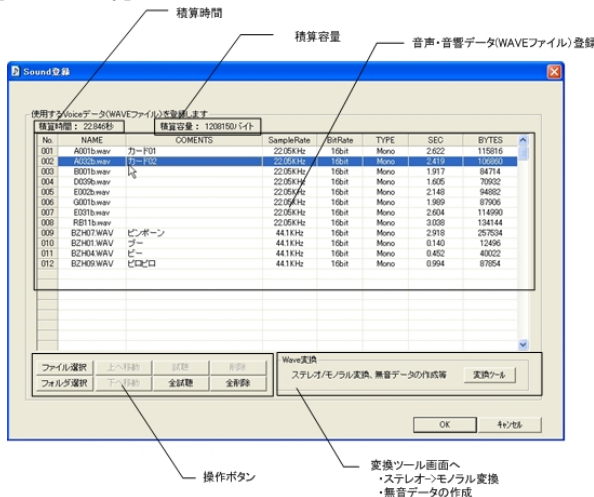 積算時間
積算容量
音声・音響データ(WAVEファイル)登録
Sound登録
使用するVoiceデータ(WAVEファイル)を登録します
積算時間： 22.846秒 積算容量： 1208150バイト
No. NAME COMENTS SampleRate BitRate TYPE SEC BYTES
001 A001b.wav カード01 22.05KHz 16bit Mono 2.622 115816
002 A032b.wav カード02 22.05KHz 16bit Mono 2.419 106860
003 B001b.wav 22.05KHz 16bit Mono 1.917 84714
004 D039b.wav 22.05KHz 16bit Mono 1.605 70932
005 E002b.wav 22.05KHz 16bit Mono 2.148 94882
006 G001b.wav 22.05KHz 16bit Mono 1.989 87906
007 E031b.wav 22.05KHz 16bit Mono 2.604 114990
008 RB11b.wav 22.05KHz 16bit Mono 3.038 134144
009 BZH07.WAV ピンポーン 44.1KHz 16bit Mono 2.918 257534
010 BZH01.WAV ブー 44.1KHz 16bit Mono 0.140 12496
011 BZH04.WAV ピー 44.1KHz 16bit Mono 0.452 40022
012 BZH09.WAV ピロピロ 44.1KHz 16bit Mono 0.994 87854
ファイル選択 上へ移動 試聴 削除
フォルダ選択 下へ移動 全試聴 全削除
Wave変換
ステレオ/モノラル変換、無音データの作成等 変換ツール
OK キャンセル
操作ボタン
変換ツール画面へ
・ステレオ->モノラル変換
・無音データの作成